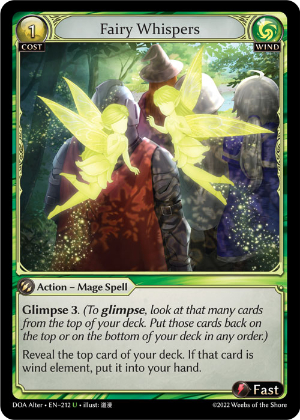 1
COST
Fairy Whispers
WIND
Action – Mage Spell
Glimpse 3. (To glimpse, look at that many cards
from the top of your deck. Put those cards back
on the top or on the bottom of your deck in any order.)
Reveal the top card of your deck. If that card is
wind element, put it into your hand.
Fast
DOA Alter • EN–212 U • illust: 温漫
©2022 Weebs of the Shore